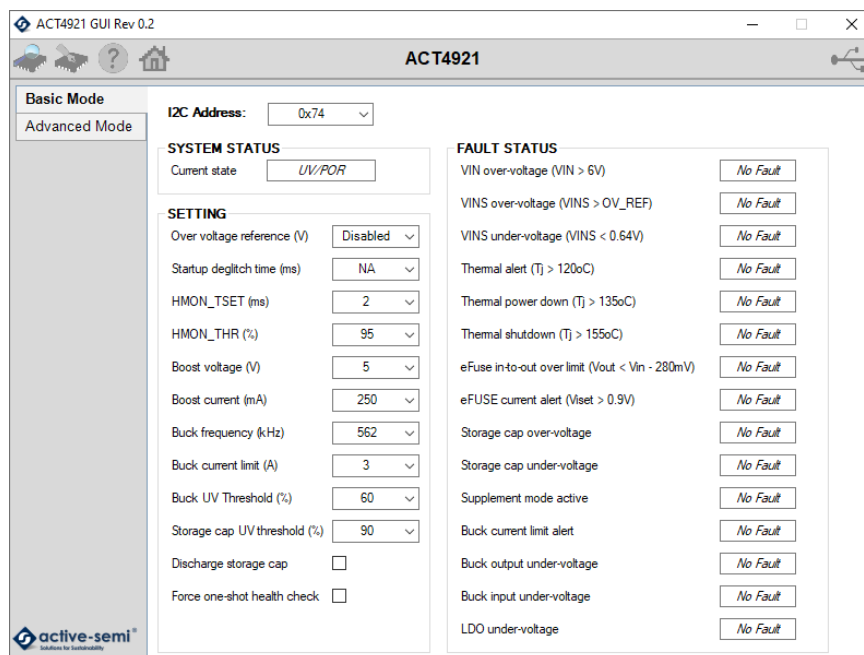 ACT4921 GUI Rev 0.2
?
ACT4921
Basic Mode
Advanced Mode
I2C Address: 0x74
SYSTEM STATUS
Current state UV/POR
SETTING
Over voltage reference (V) Disabled
Startup deglitch time (ms) NA
HMON_TSET (ms) 2
HMON_THR (%) 95
Boost voltage (V) 5
Boost current (mA) 250
Buck frequency (kHz) 562
Buck current limit (A) 3
Buck UV Threshold (%) 60
Storage cap UV threshold (%) 90
Discharge storage cap
Force one-shot health check
FAULT STATUS
VIN over-voltage (VIN > 6V) No Fault
VINS over-voltage (VINS > OV_REF) No Fault
VINS under-voltage (VINS < 0.64V) No Fault
Thermal alert (Tj > 120oC) No Fault
Thermal power down (Tj > 135oC) No Fault
Thermal shutdown (Tj > 155oC) No Fault
eFuse in-to-out over limit (Vout < Vin - 280mV) No Fault
eFUSE current alert (Viset > 0.9V) No Fault
Storage cap over-voltage No Fault
Storage cap under-voltage No Fault
Supplement mode active No Fault
Buck current limit alert No Fault
Buck output under-voltage No Fault
Buck input under-voltage No Fault
LDO under-voltage No Fault
active-semi®
Solutions for Sustainability